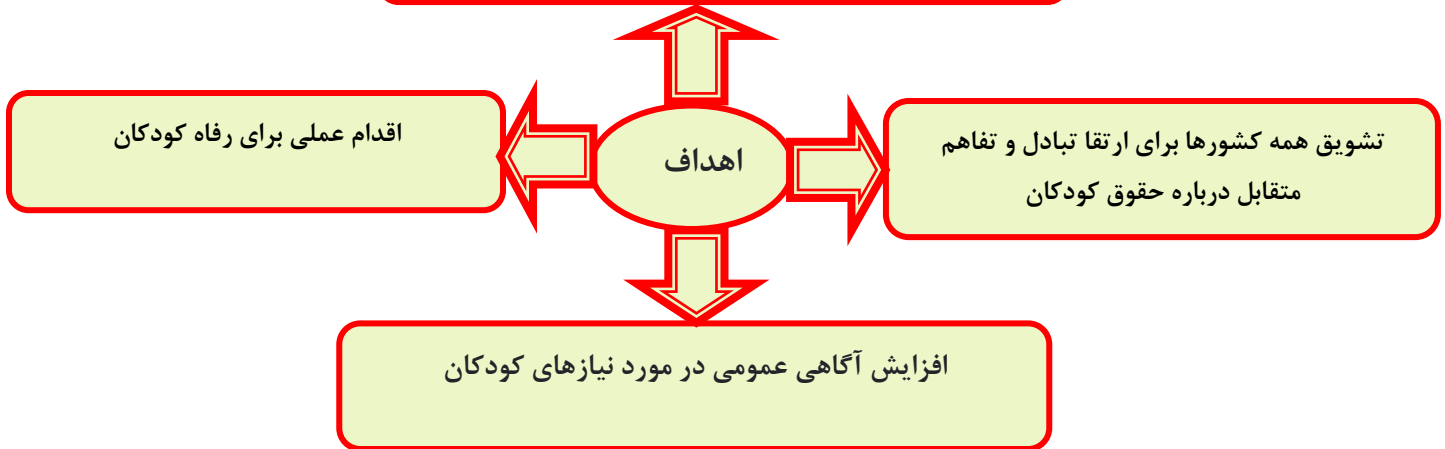 اقدام عملی برای رفاه کودکان
تشویق همه کشورها برای ارتقا تبادل و تفاهم
متقابل درباره حقوق کودکان
اهداف
افزایش آگاهی عمومی در مورد نیازهای کودکان